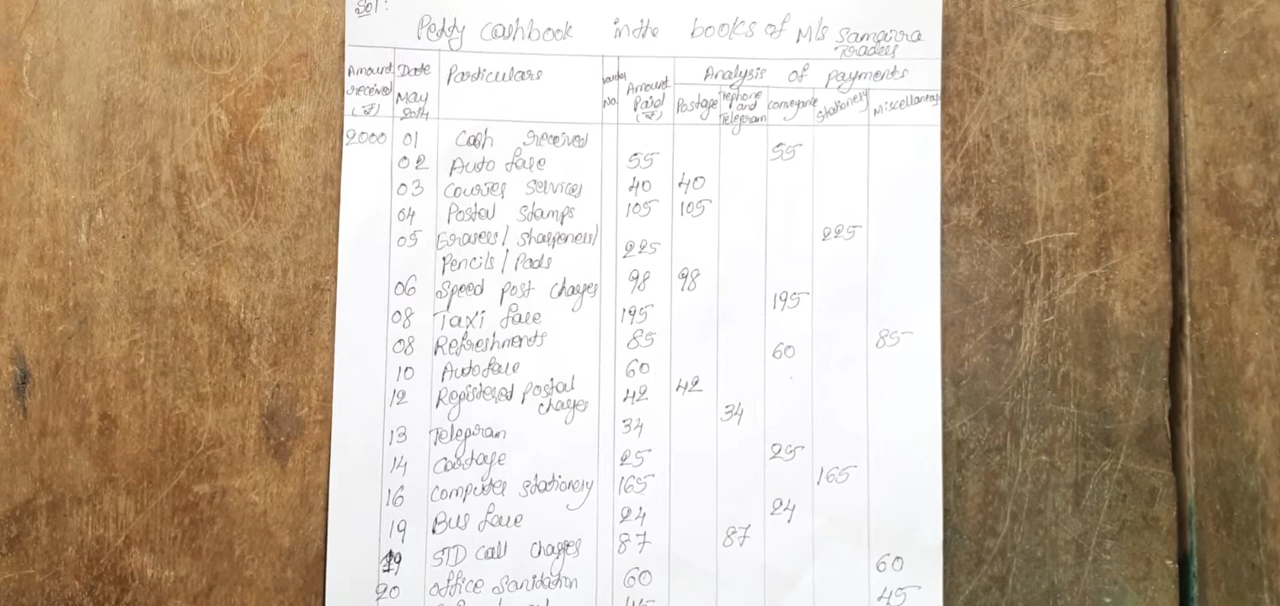 Sol:
Petty cashbook in the books of M/s Samarra Traders
Amount received (₹) Date May 2014 Particulars Voucher No. Amount Paid (₹) Analysis of payments
Postage Telephone and Telegram conveyance Stationery Miscellaneous
2000 01 Cash received
02 Auto fare 55 55
03 Courier services 40 40
04 Postal stamps 105 105
05 Erasers/ Sharpeners/ 225 225
Pencils/ Pads
06 Speed post charges 98 98
08 Taxi fare 195 195
08 Refreshments 85 85
10 Auto fare 60 60
12 Registered Postal 42 42
charges
13 Telegram 34 34
14 Cartage 25 25
16 Computer stationery 165 165
19 Bus fare 24 24
19 STD call charges 87 87
20 office sanitation 60 60
45 45